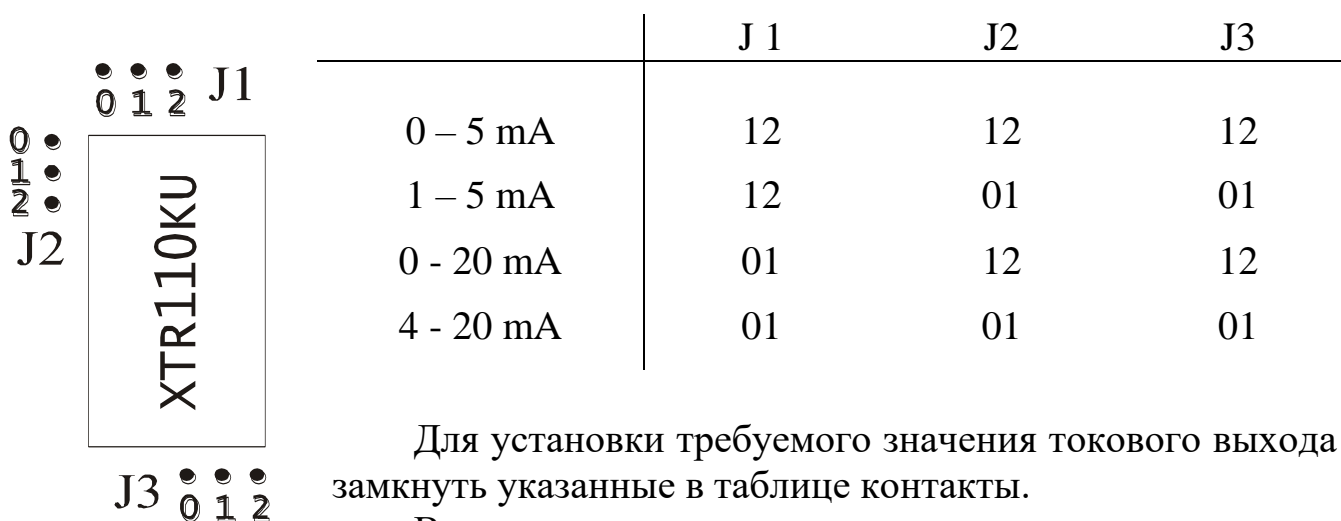 J 1 J2 J3
0 – 5 mA 12 12 12
1 – 5 mA 12 01 01
0 - 20 mA 01 12 12
4 - 20 mA 01 01 01
0 1 2 J1
0
1
2
J2
XTR110KU
J3 0 1 2
Для установки требуемого значения токового выхода
замкнуть указанные в таблице контакты.